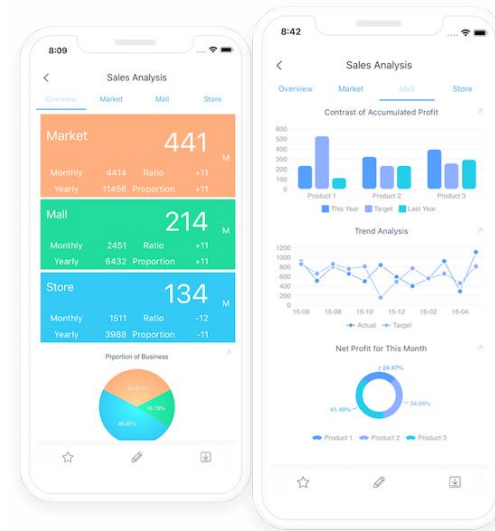 8:09
Sales Analysis
Overview Market Mall Store
Market 441 M
Monthly 4414 Ratio +11
Yearly 11456 Proportion +11
Mall 214 M
Monthly 2451 Ratio +11
Yearly 6432 Proportion +11
Store 134 M
Monthly 1511 Ratio -12
Yearly 3988 Proportion -11
Prportion of Business
16.79%
8:42
Sales Analysis
Overview Market Mall Store
Contrast of Accumulated Profit
600
500
400
300
200
100
0
Product 1 Product 2 Product 3
This Year Target Last Year
Trend Analysis
1200
1000
800
600
400
200
0
15-06 15-08 15-10 15-12 16-02 16-04
Actual Target
Net Profit for This Month
24.47%
34.04%
41.49%
Product 1 Product 2 Product 3